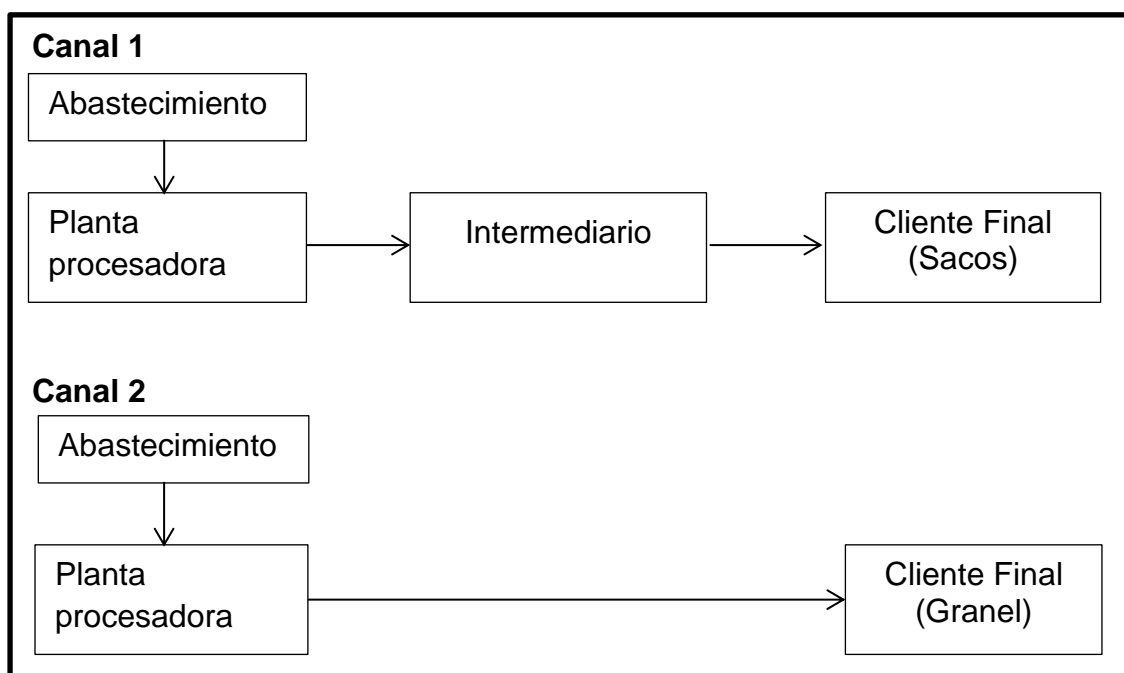 Canal 1
Abastecimiento
Planta
procesadora
Intermediario
Cliente Final
(Sacos)
Canal 2
Abastecimiento
Planta
procesadora
Cliente Final
(Granel)